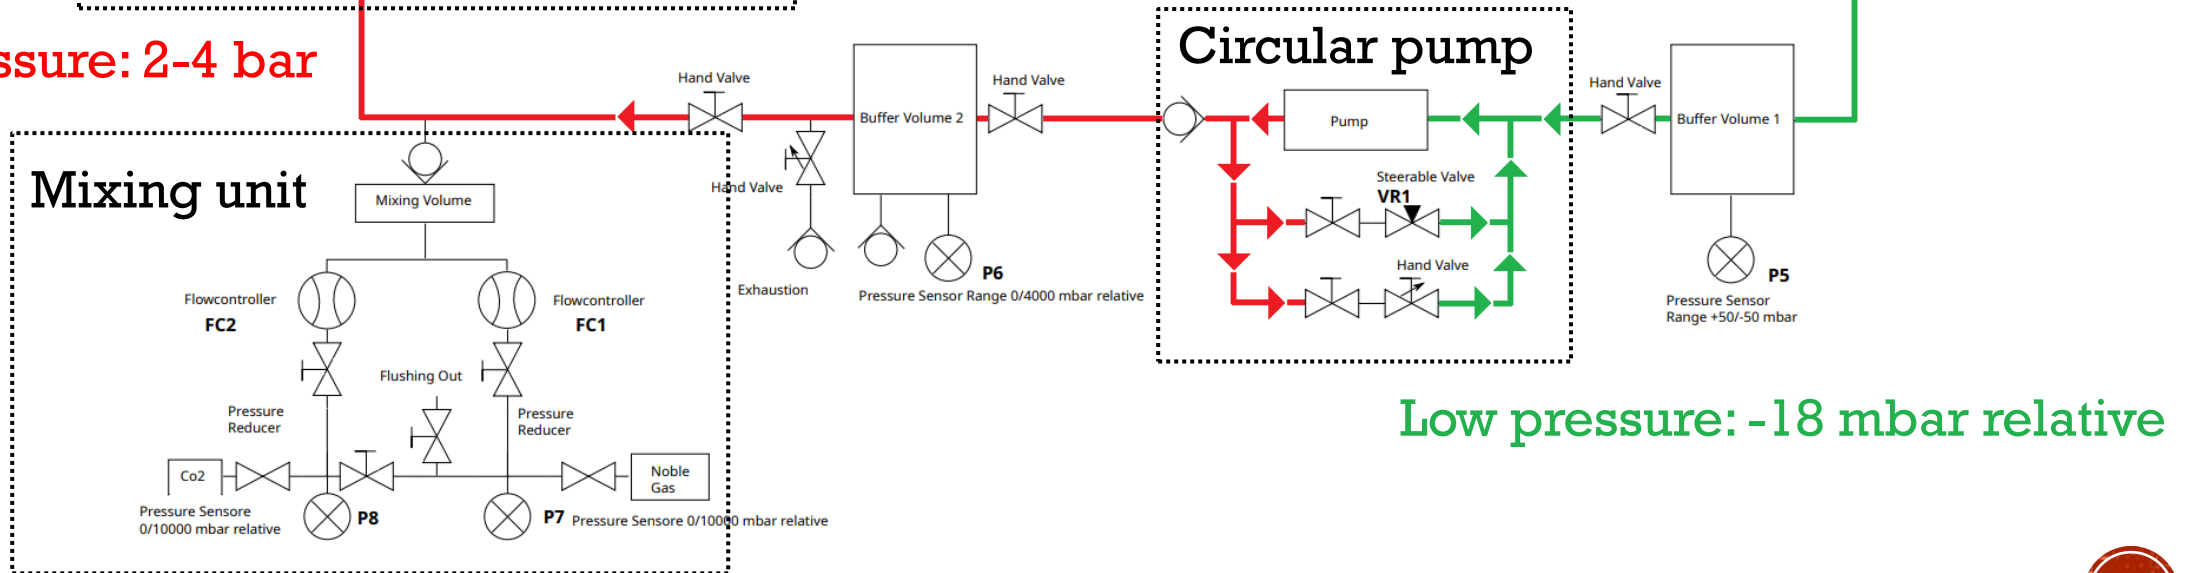 ssure: 2-4 bar
Circular pump
Hand Valve
Hand Valve
Hand Valve
Buffer Volume 2
Pump
Buffer Volume 1
Mixing unit
Mixing Volume
Hand Valve
Steerable Valve
VR1
Hand Valve
P6
P5
Exhaustion
Pressure Sensor Range 0/4000 mbar relative
Pressure Sensor
Range +50/-50 mbar
Flowcontroller
FC2
Flowcontroller
FC1
Flushing Out
Pressure
Reducer
Pressure
Reducer
Low pressure: -18 mbar relative
Co2
Noble
Gas
Pressure Sensore
0/10000 mbar relative
P8
P7
Pressure Sensore 0/10000 mbar relative